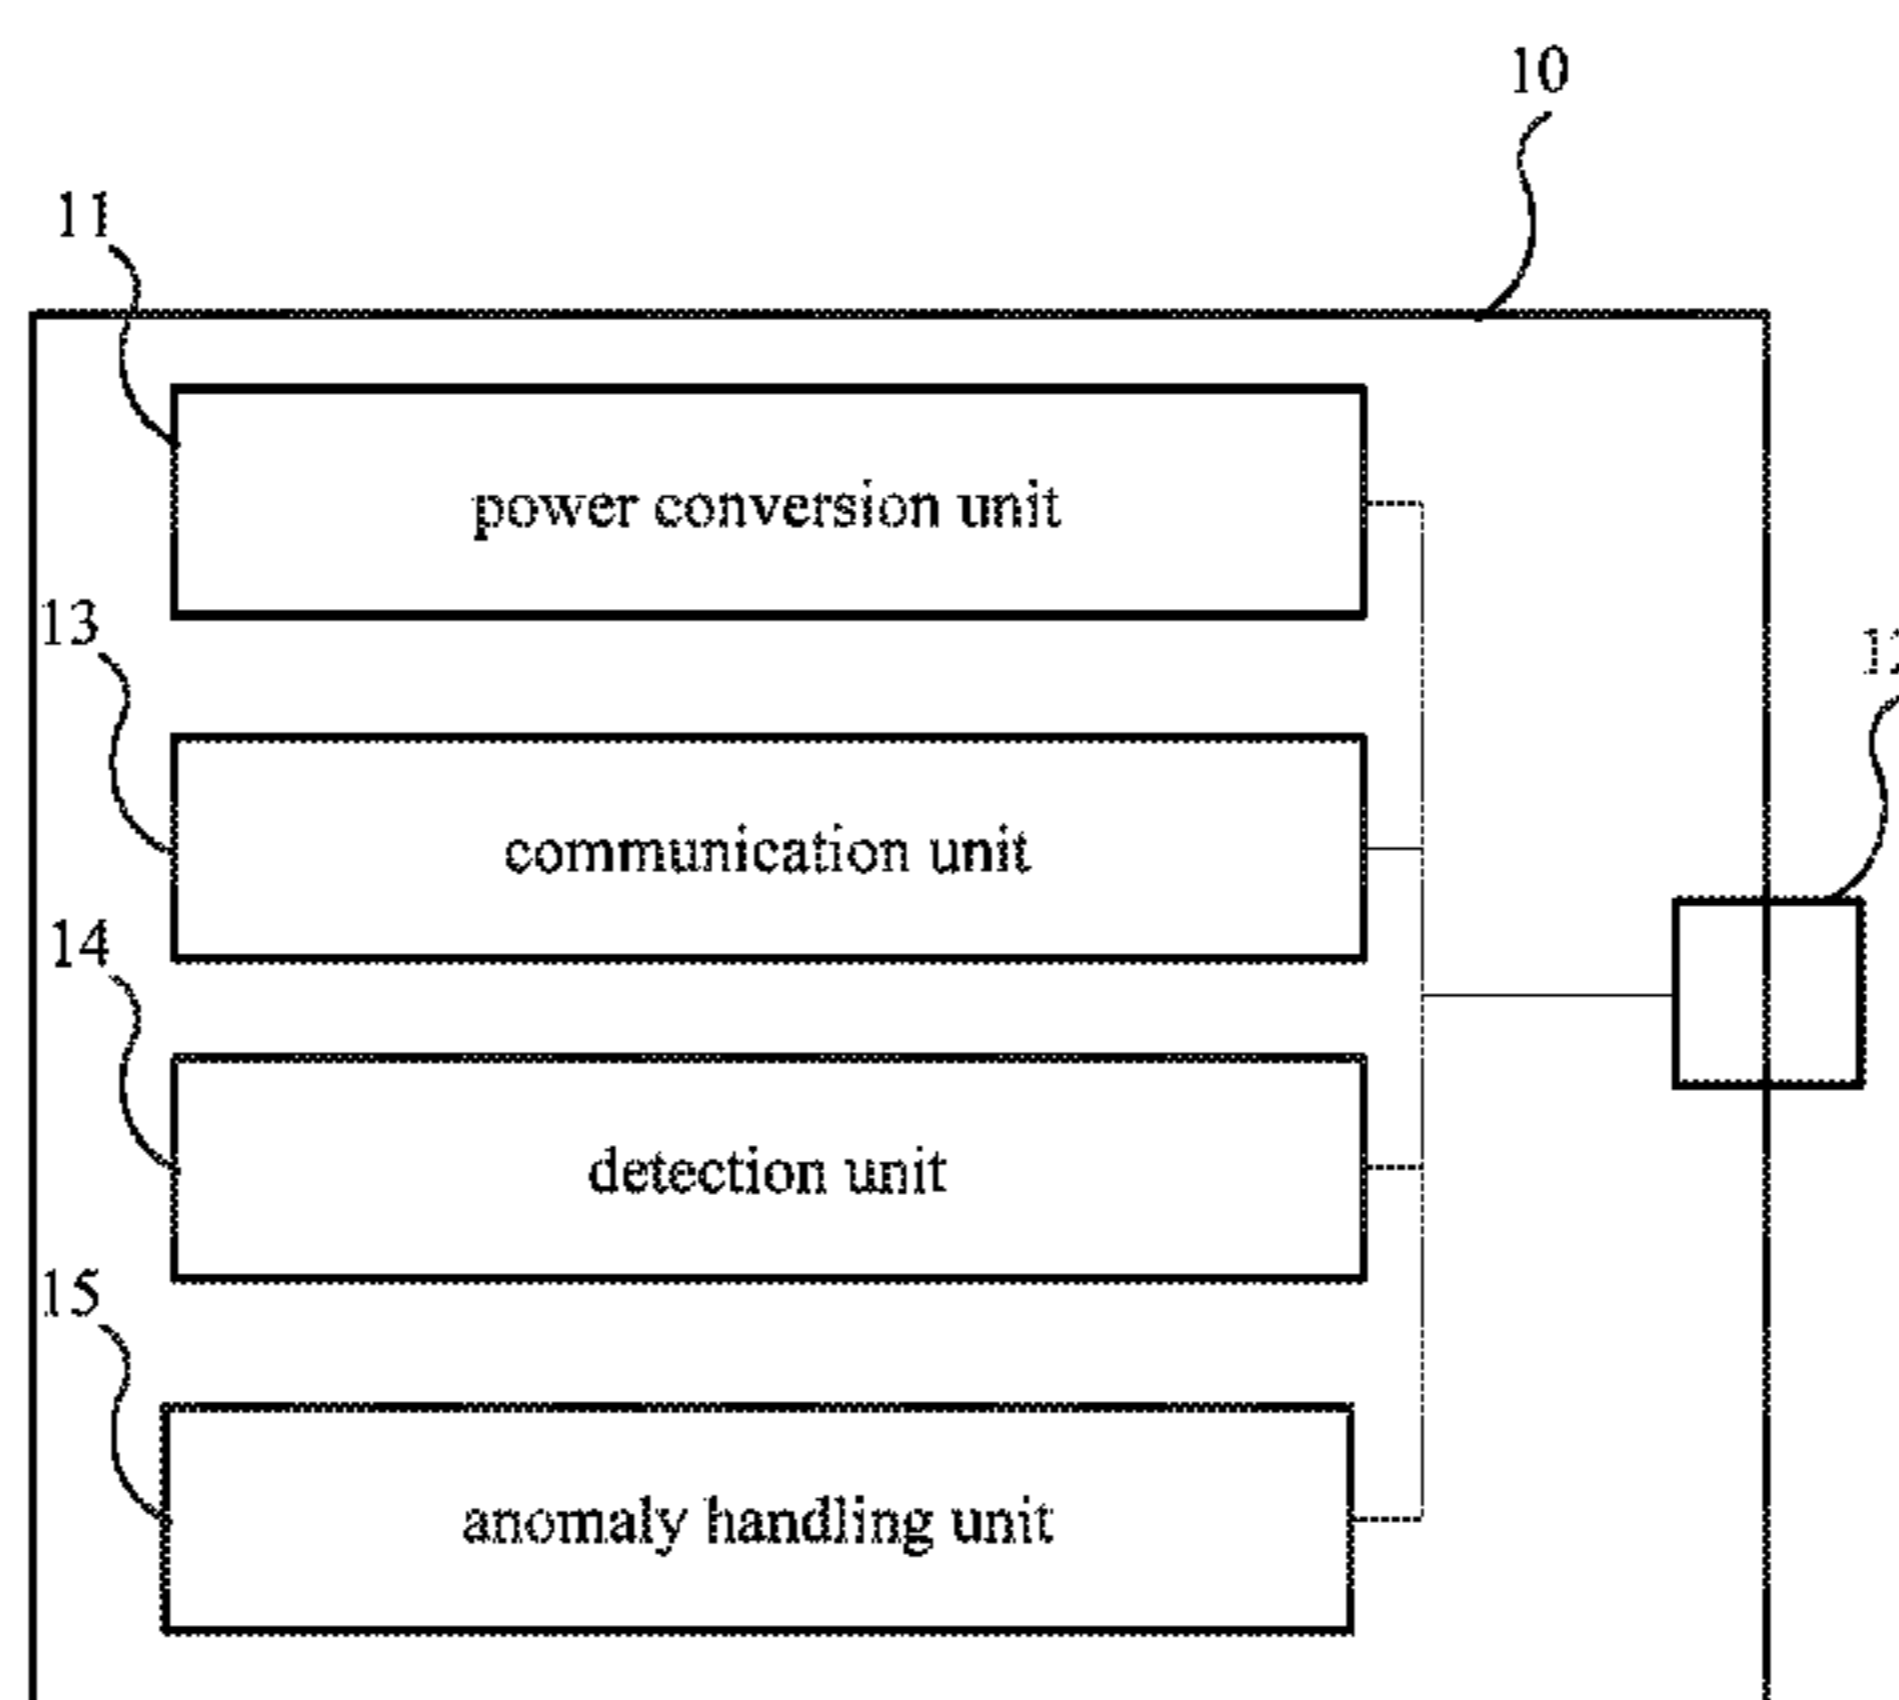 10
11
power conversion unit
13
communication unit
14
detection unit
15
anomaly handling unit